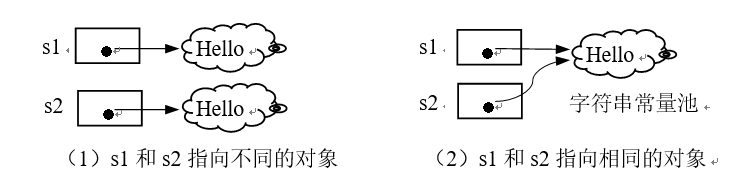 s1 Hello
s2 Hello
（1）s1 和 s2 指向不同的对象
s1 Hello
s2 字符串常量池
（2）s1 和 s2 指向相同的对象